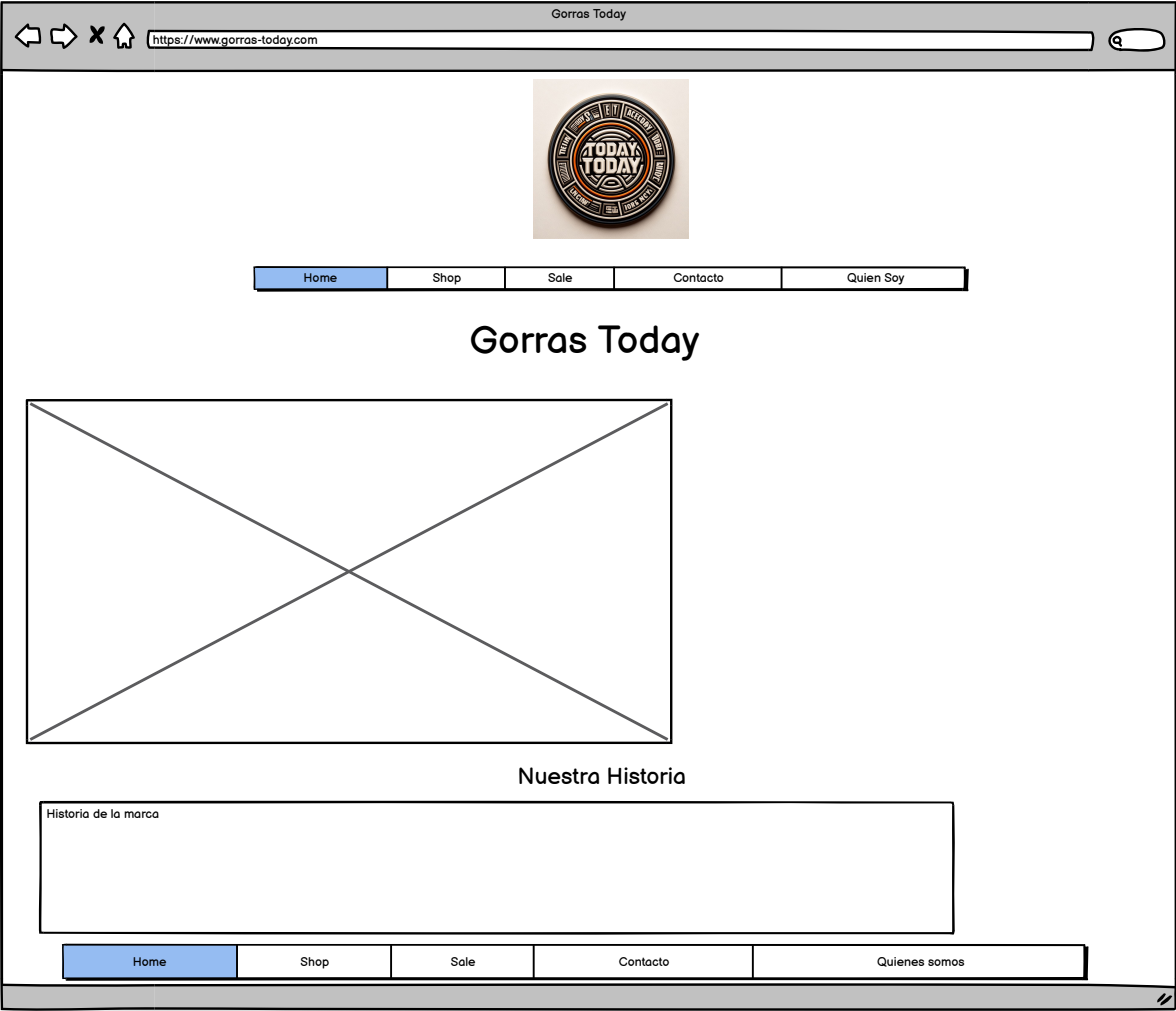 Gorras Today
https://www.gorras-today.com
TODAY
TODAY
Home Shop Sale Contacto Quien Soy
Gorras Today
Nuestra Historia
Historia de la marca
Home Shop Sale Contacto Quienes somos